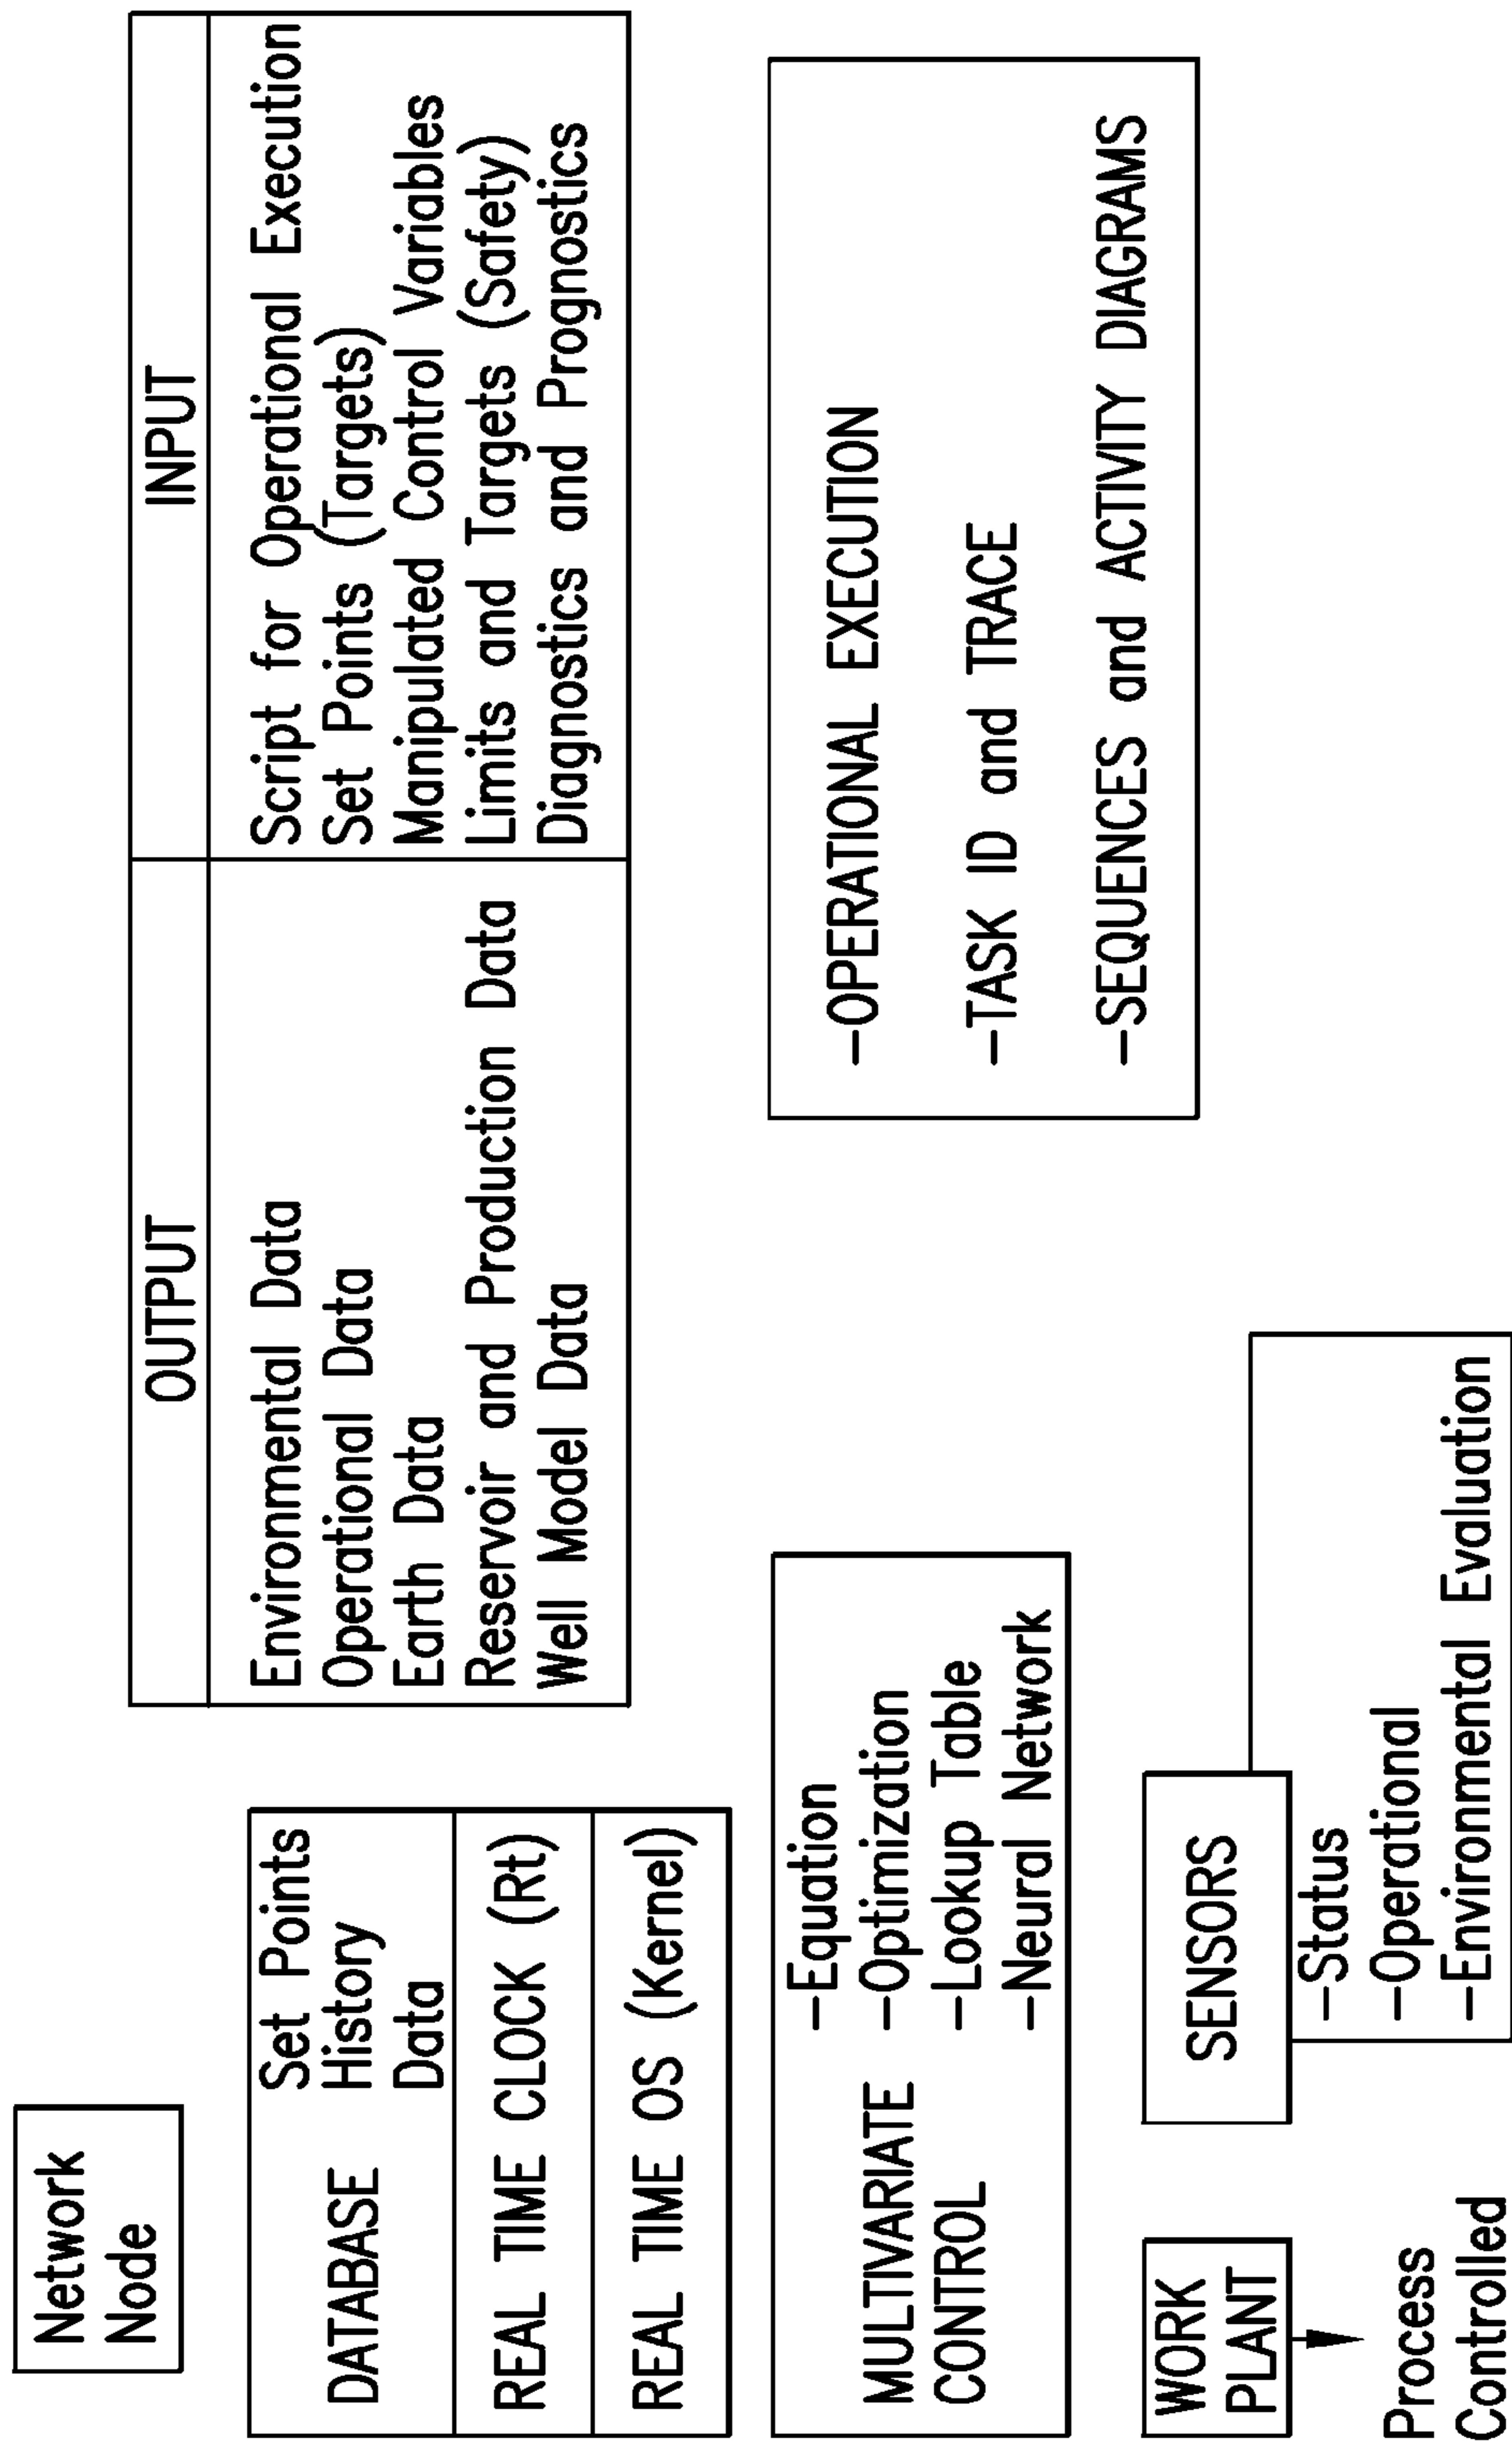 Network
Node
OUTPUT
INPUT
Environmental Data
Operational Data
Earth Data
Reservoir and Production Data
Well Model Data
Script for Operational Execution
Set Points (Targets)
Manipulated Control Variables
Limits and Targets (Safety)
Diagnostics and Prognostics
DATABASE
Set Points
History
Data
REAL TIME CLOCK (Rt)
REAL TIME OS (Kernel)
MULTIVARIATE
CONTROL
-Equation
-Optimization
-Lookup Table
-Neural Network
-OPERATIONAL EXECUTION
-TASK ID and TRACE
-SEQUENCES and ACTIVITY DIAGRAMS
WORK
PLANT
Process
Controlled
SENSORS
-Status
-Operational
-Environmental Evaluation